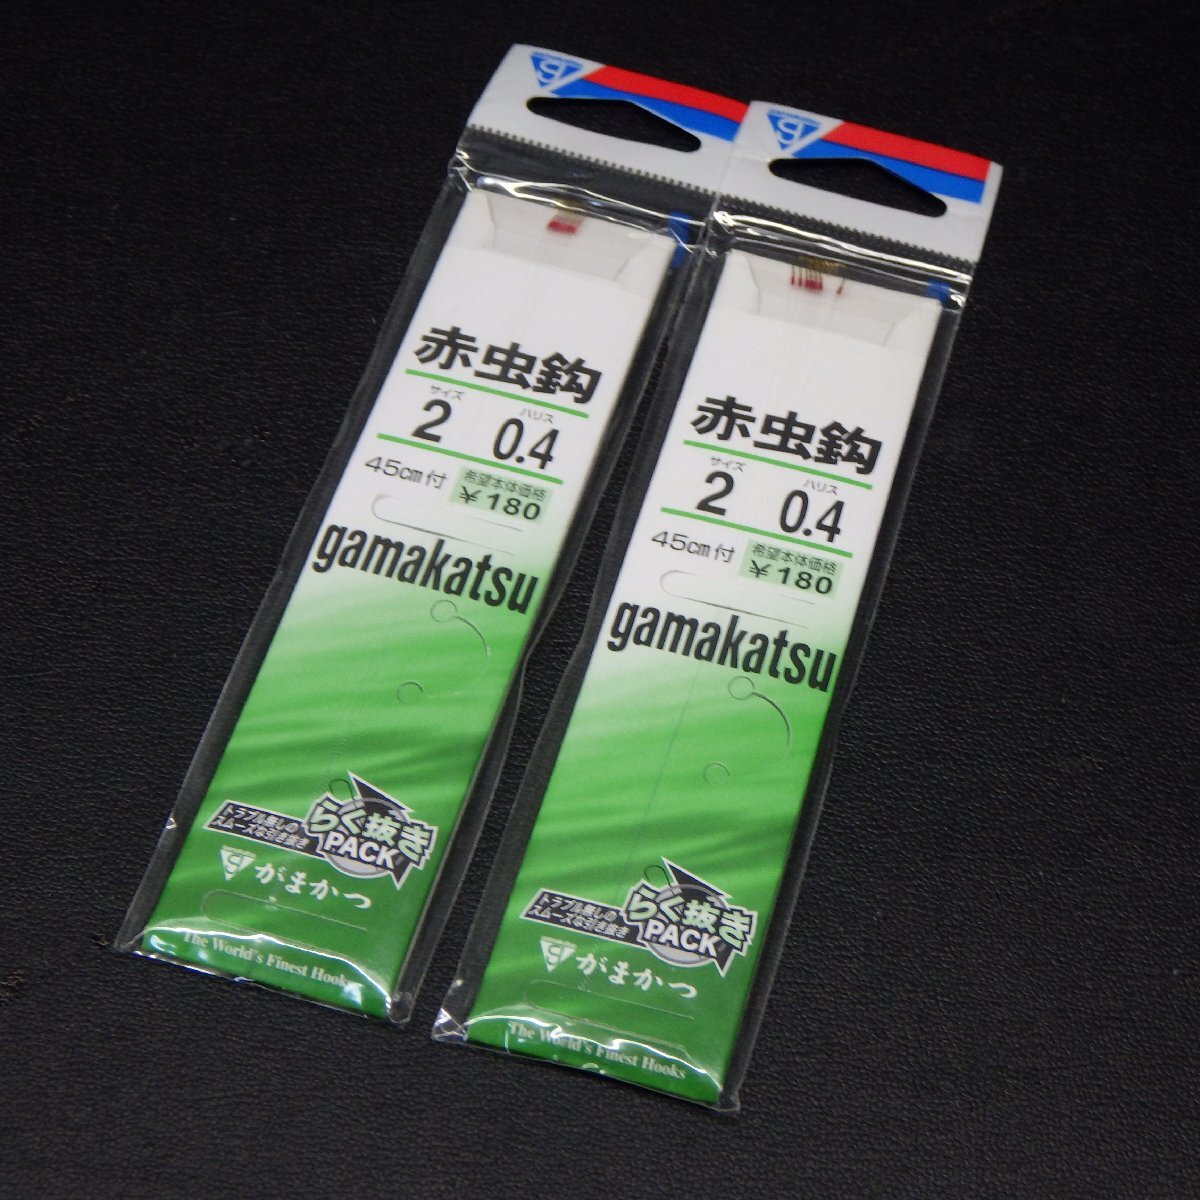 赤虫鈎
サイズ ハリス
2 0.4
45cm付
希望本体価格
¥180
gamakatsu
トラブル無しの
スムーズな引き抜き
らく抜き
PACK
がまかつ
The World's Finest Hooks
赤虫鈎
サイズ ハリス
2 0.4
45cm付
希望本体価格
¥180
gamakatsu
トラブル無しの
スムーズな引き抜き
らく抜き
PACK
がまかつ
The World's Finest Hooks